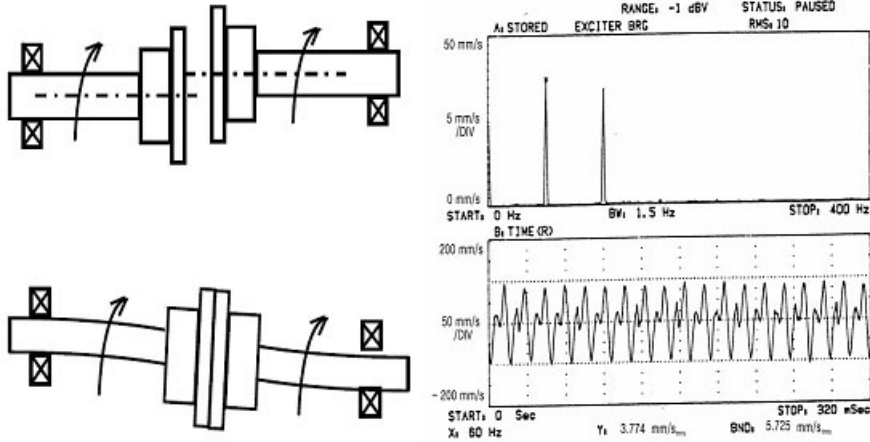 RANGE: -1 dBV STATUS: PAUSED
A: STORED EXCITER BRG RMS: 10
50 mm/s
5 mm/s
/DIV
0 mm/s
START: 0 Hz BW: 1.5 Hz STOP: 400 Hz
B: TIME (R)
200 mm/s
50 mm/s
/DIV
- 200 mm/s
START: 0 Sec STOP: 320 mSec
X: 60 Hz Y: 3.774 mm/srms BND: 5.725 mm/srms